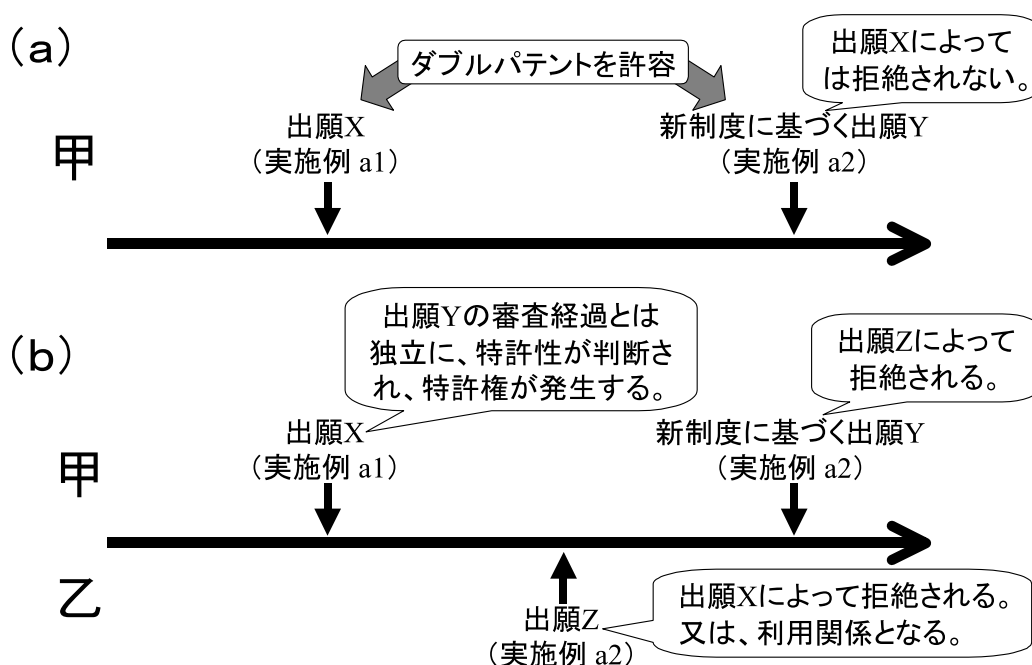 (a)
ダブルパテントを許容
出願Xによって
は拒絶されない。
甲
出願X
(実施例 a1)
新制度に基づく出願Y
(実施例 a2)
(b)
出願Yの審査経過とは
独立に、特許性が判断さ
れ、特許権が発生する。
出願Zによって
拒絶される。
甲
出願X
(実施例 a1)
新制度に基づく出願Y
(実施例 a2)
乙
出願Z
(実施例 a2)
出願Xによって拒絶される。
又は、利用関係となる。